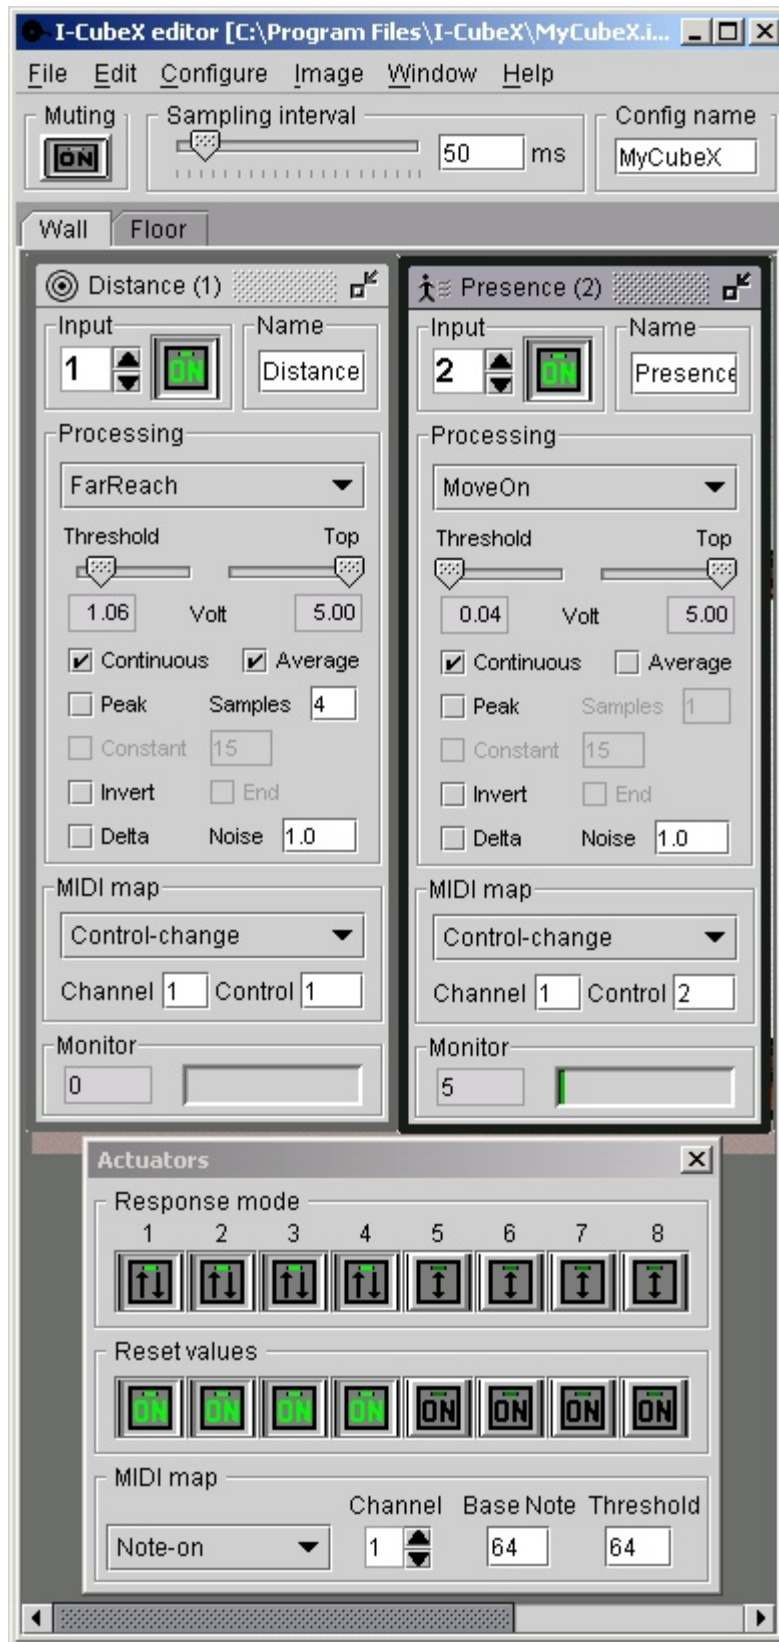 I-CubeX editor [C:\Program Files\I-CubeX\MyCubeX.i...
File Edit Configure Image Window Help
Muting Sampling interval Config name
ON 50 ms MyCubeX
Wall Floor
Distance (1)
Input Name
1 ON Distance
Processing
FarReach
Threshold Top
1.06 Volt 5.00
Continuous Average
Peak Samples 4
Constant 15
Invert End
Delta Noise 1.0
MIDI map
Control-change
Channel 1 Control 1
Monitor
0
Presence (2)
Input Name
2 ON Presence
Processing
MoveOn
Threshold Top
0.04 Volt 5.00
Continuous Average
Peak Samples 1
Constant 15
Invert End
Delta Noise 1.0
MIDI map
Control-change
Channel 1 Control 2
Monitor
5
Actuators
Response mode
1 2 3 4 5 6 7 8
Reset values
ON ON ON ON ON ON ON ON
MIDI map
Channel Base Note Threshold
Note-on 1 64 64